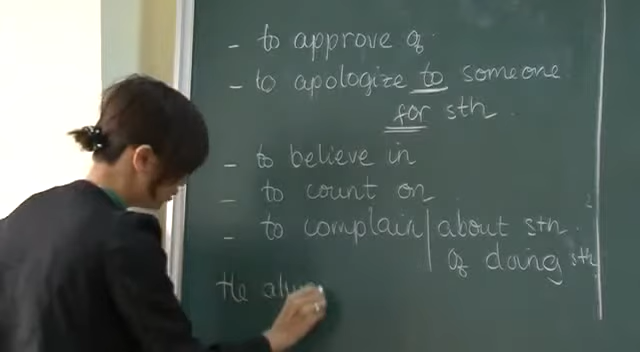 - to approve of
- to apologize to someone
for sth.
- to believe in
- to count on
- to complain | about sth.
of doing sth
He